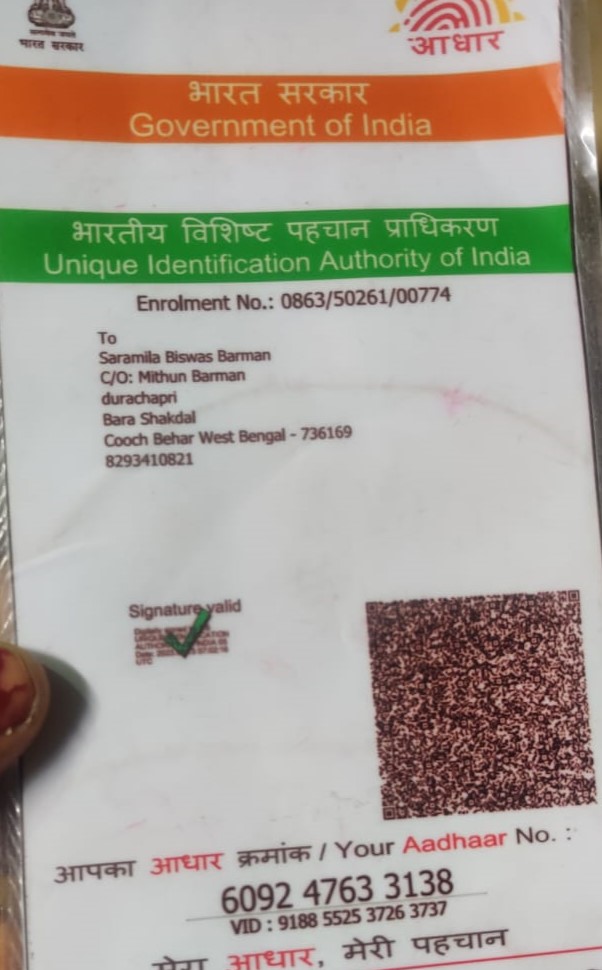 भारत सरकार
आधार
भारत सरकार
Government of India
भारतीय विशिष्ट पहचान प्राधिकरण
Unique Identification Authority of India
Enrolment No.: 0863/50261/00774
To
Saramila Biswas Barman
C/O: Mithun Barman
durachapri
Bara Shakdal
Cooch Behar West Bengal - 736169
8293410821
Signature valid
आपका आधार क्रमांक / Your Aadhaar No. :
6092 4763 3138
VID : 9188 5525 3726 3737
मेरा आधार, मेरी पहचान